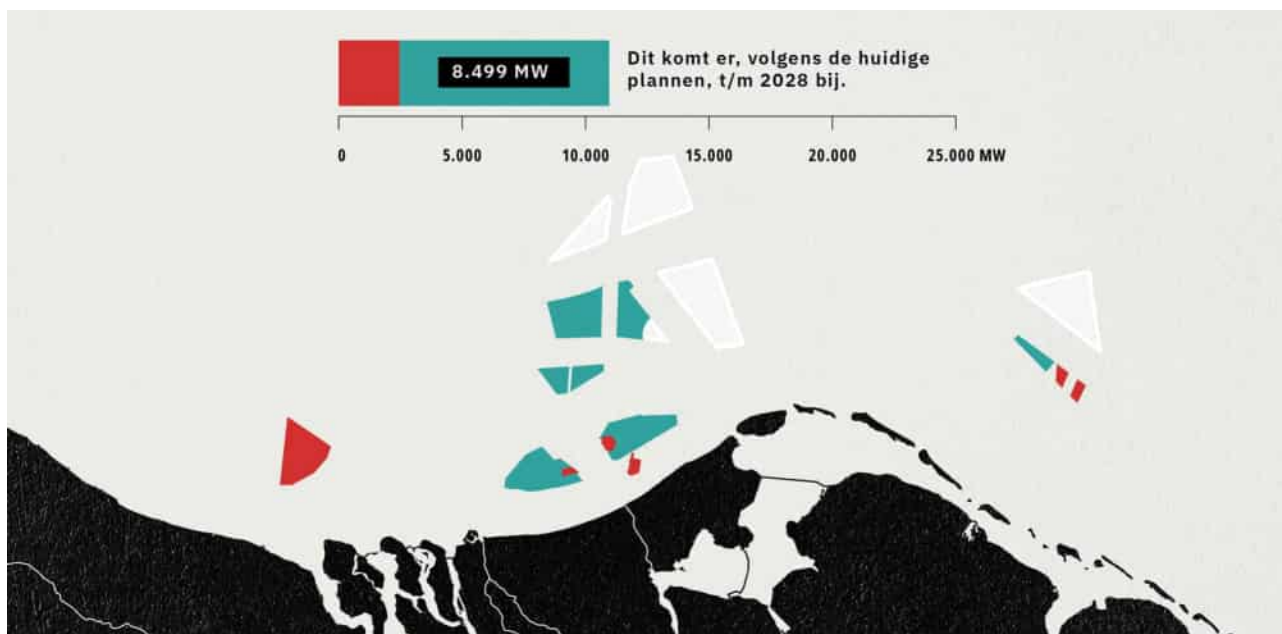 8.499 MW
Dit komt er, volgens de huidige
plannen, t/m 2028 bij.
0 5.000 10.000 15.000 20.000 25.000 MW